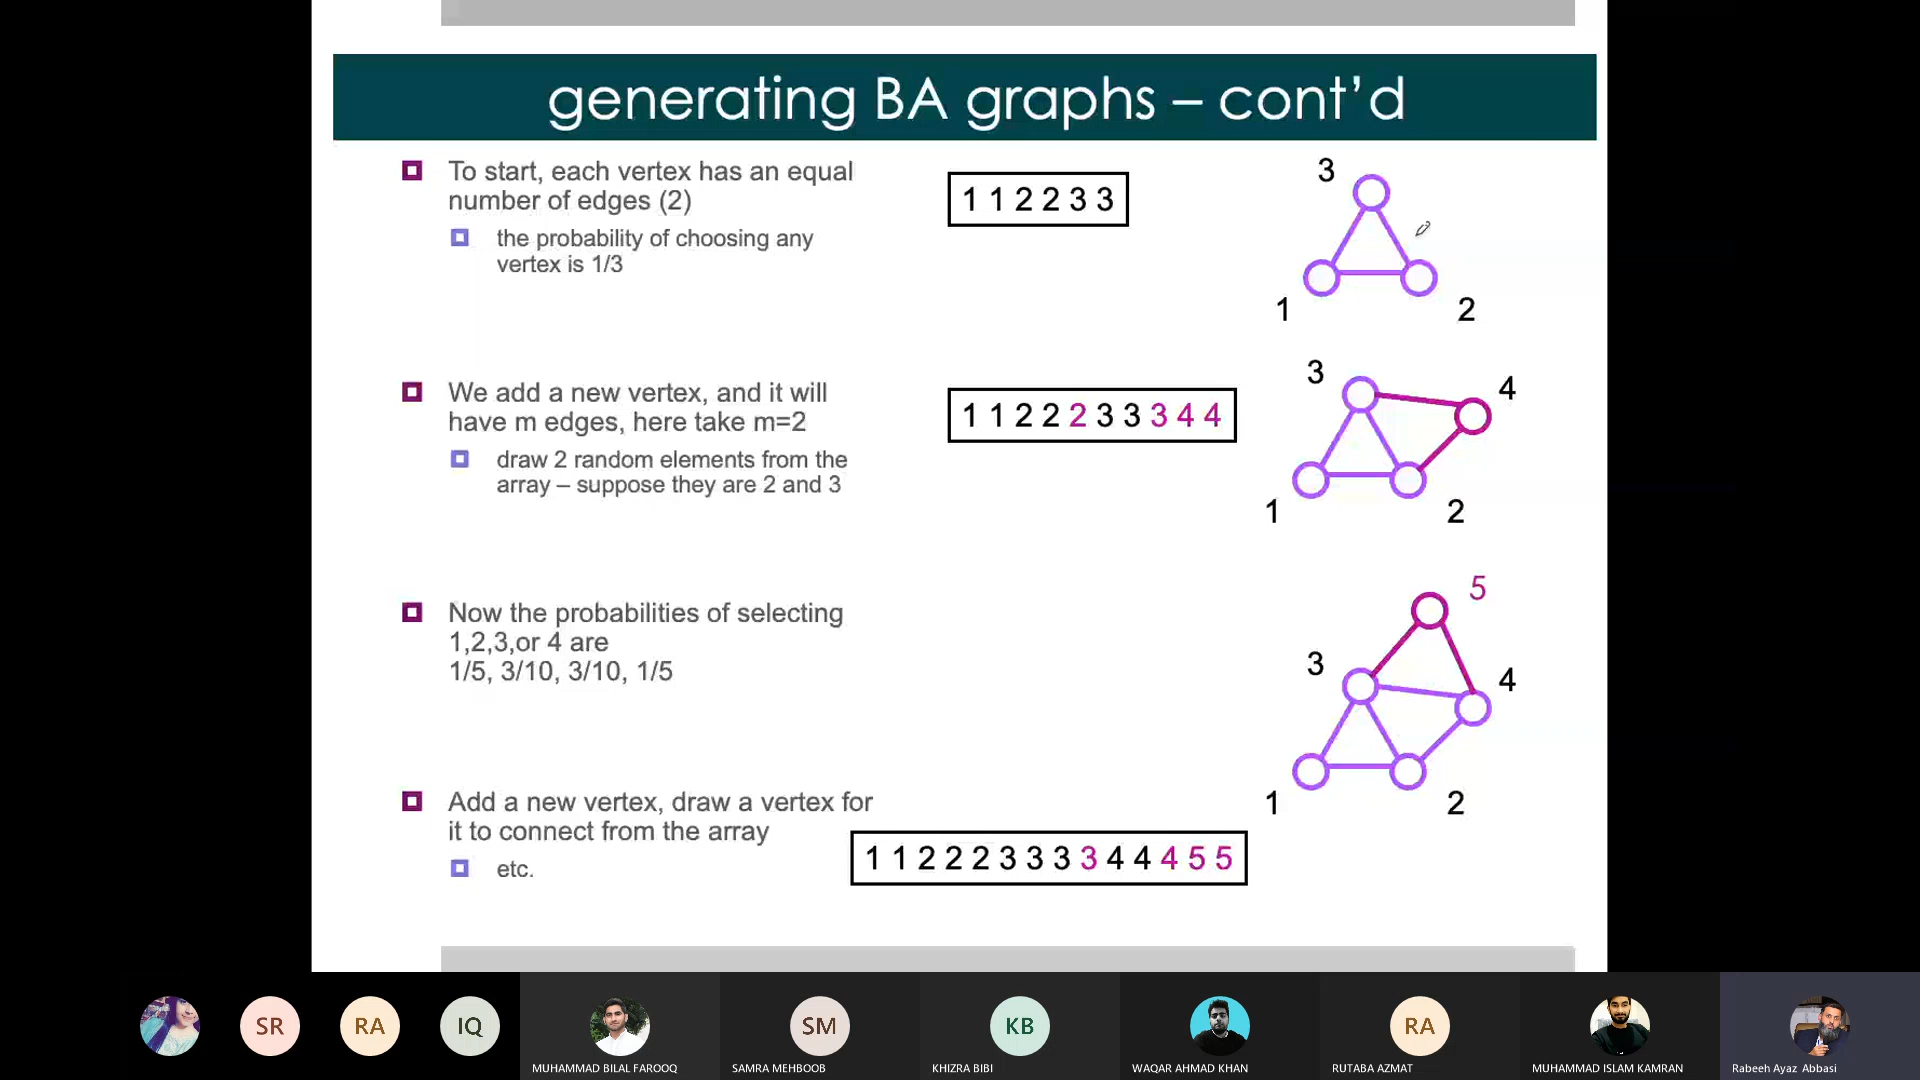 generating BA graphs – cont’d
To start, each vertex has an equal
number of edges (2)
the probability of choosing any
vertex is 1/3
1 1 2 2 3 3
3
1
2
We add a new vertex, and it will
have m edges, here take m=2
draw 2 random elements from the
array – suppose they are 2 and 3
1 1 2 2 2 3 3 3 4 4
3
4
1
2
Now the probabilities of selecting
1,2,3,or 4 are
1/5, 3/10, 3/10, 1/5
5
3
4
1
2
Add a new vertex, draw a vertex for
it to connect from the array
etc.
1 1 2 2 2 3 3 3 3 4 4 4 5 5
SR
RA
IQ
MUHAMMAD BILAL FAROOQ
SM
SAMRA MEHBOOB
KB
KHIZRA BIBI
WAQAR AHMAD KHAN
RA
RUTABA AZMAT
MUHAMMAD ISLAM KAMRAN
Rabeeh Ayaz Abbasi